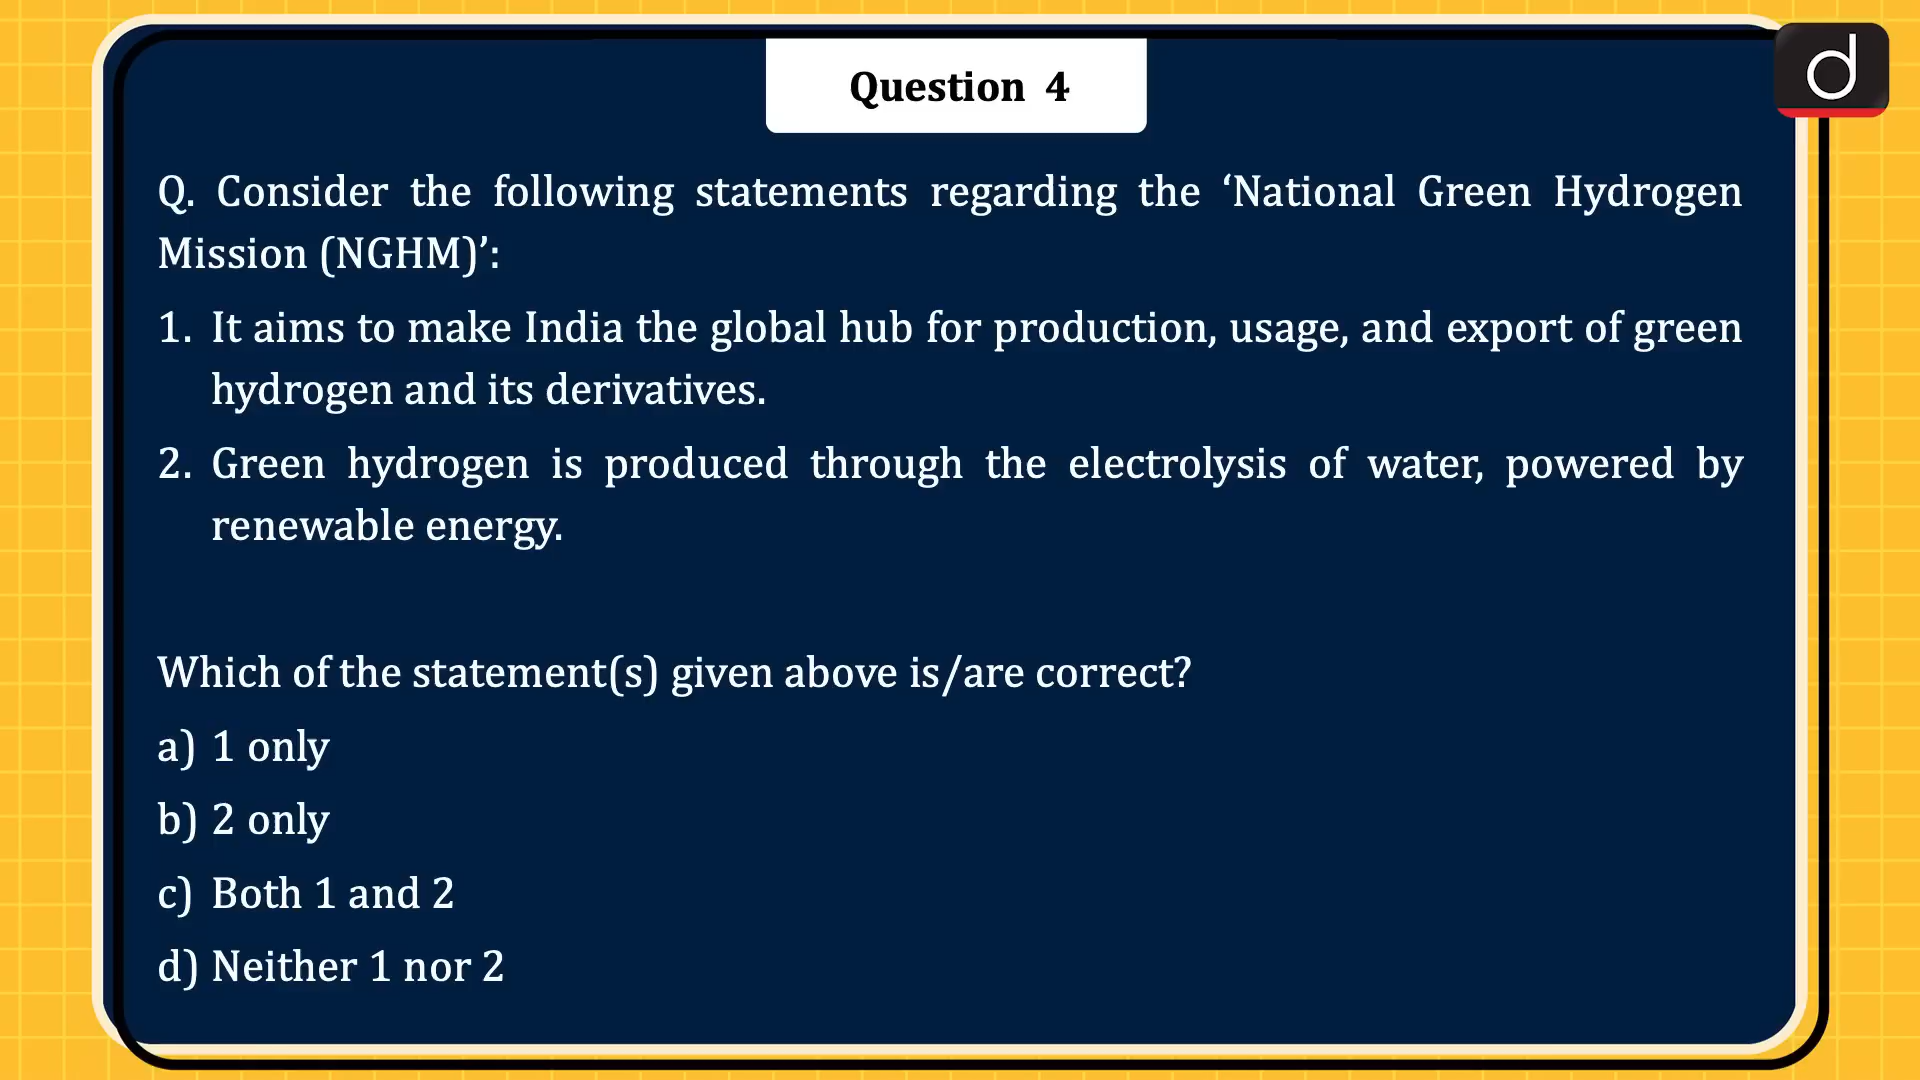 Question 4
Q. Consider the following statements regarding the ‘National Green Hydrogen
Mission (NGHM)’:
1. It aims to make India the global hub for production, usage, and export of green
hydrogen and its derivatives.
2. Green hydrogen is produced through the electrolysis of water, powered by
renewable energy.
Which of the statement(s) given above is/are correct?
a) 1 only
b) 2 only
c) Both 1 and 2
d) Neither 1 nor 2